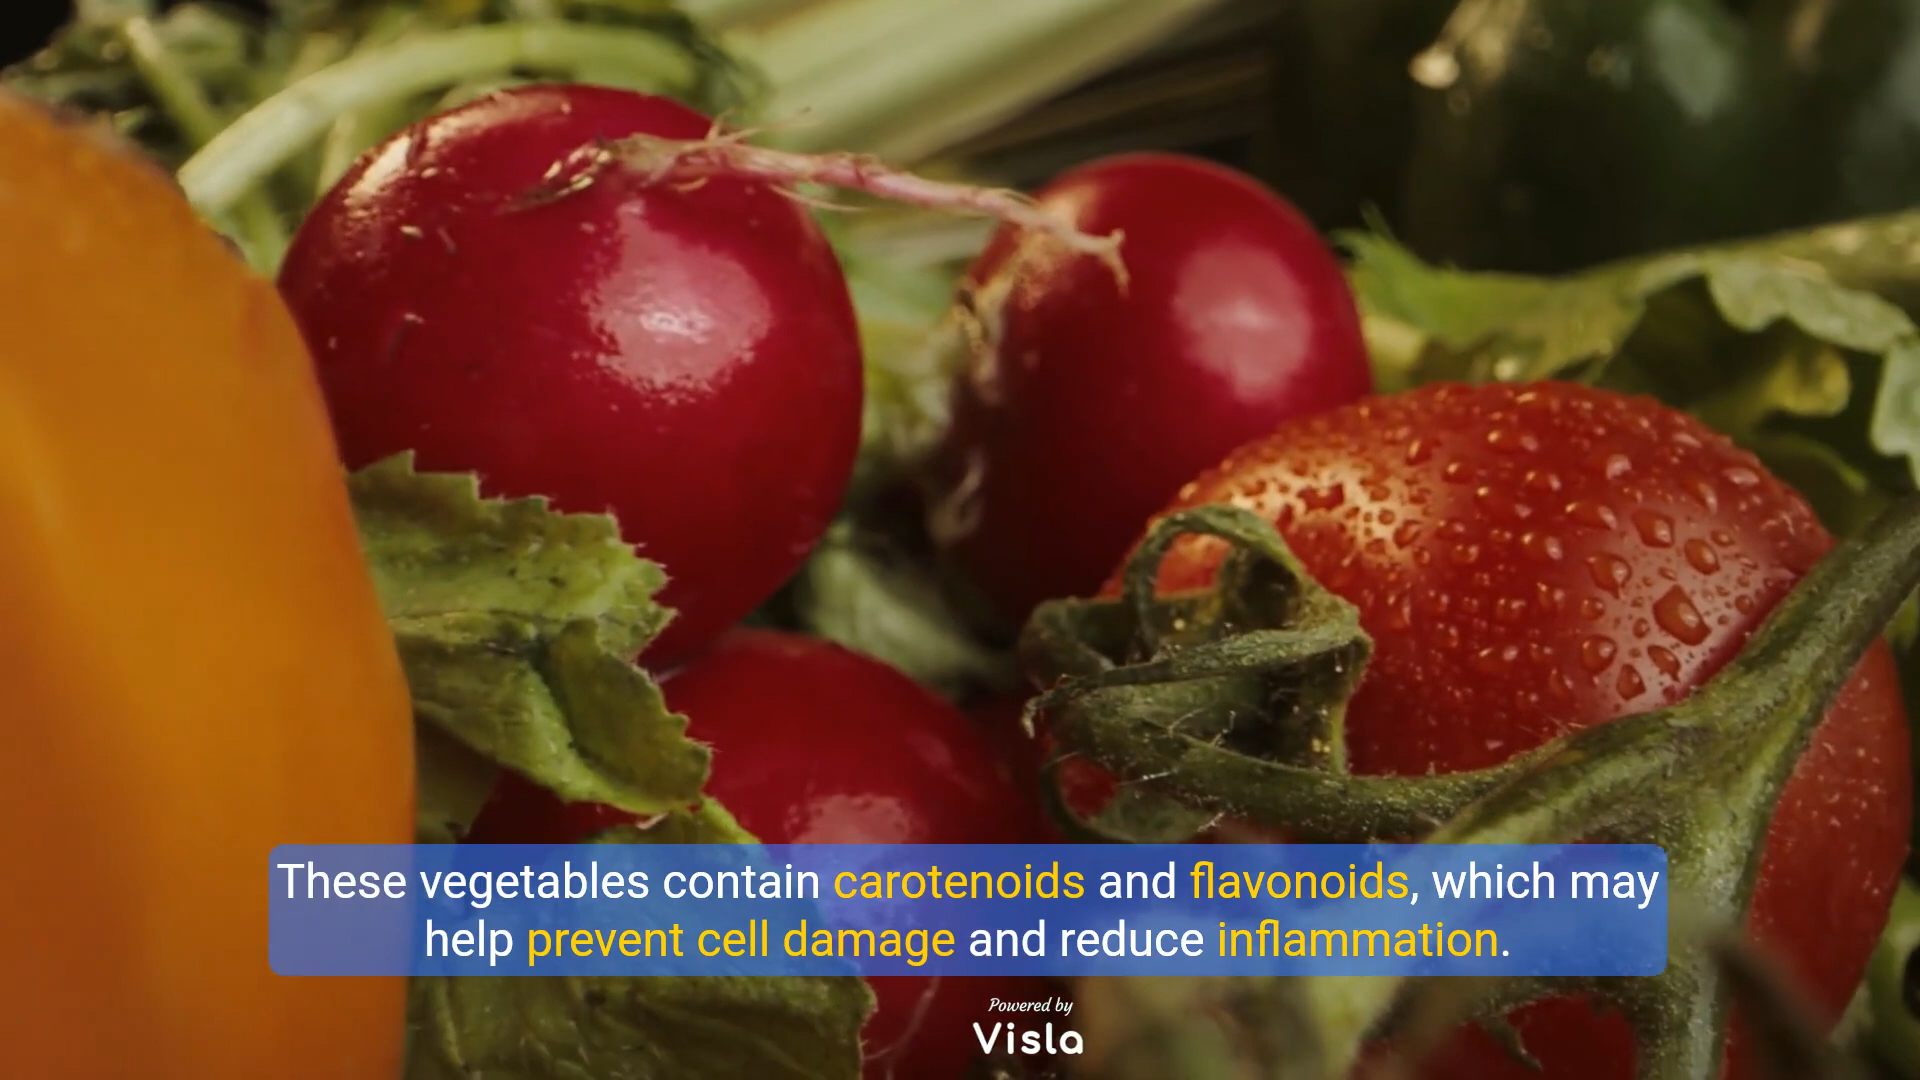 These vegetables contain carotenoids and flavonoids, which may
help prevent cell damage and reduce inflammation.
Powered by
Visla